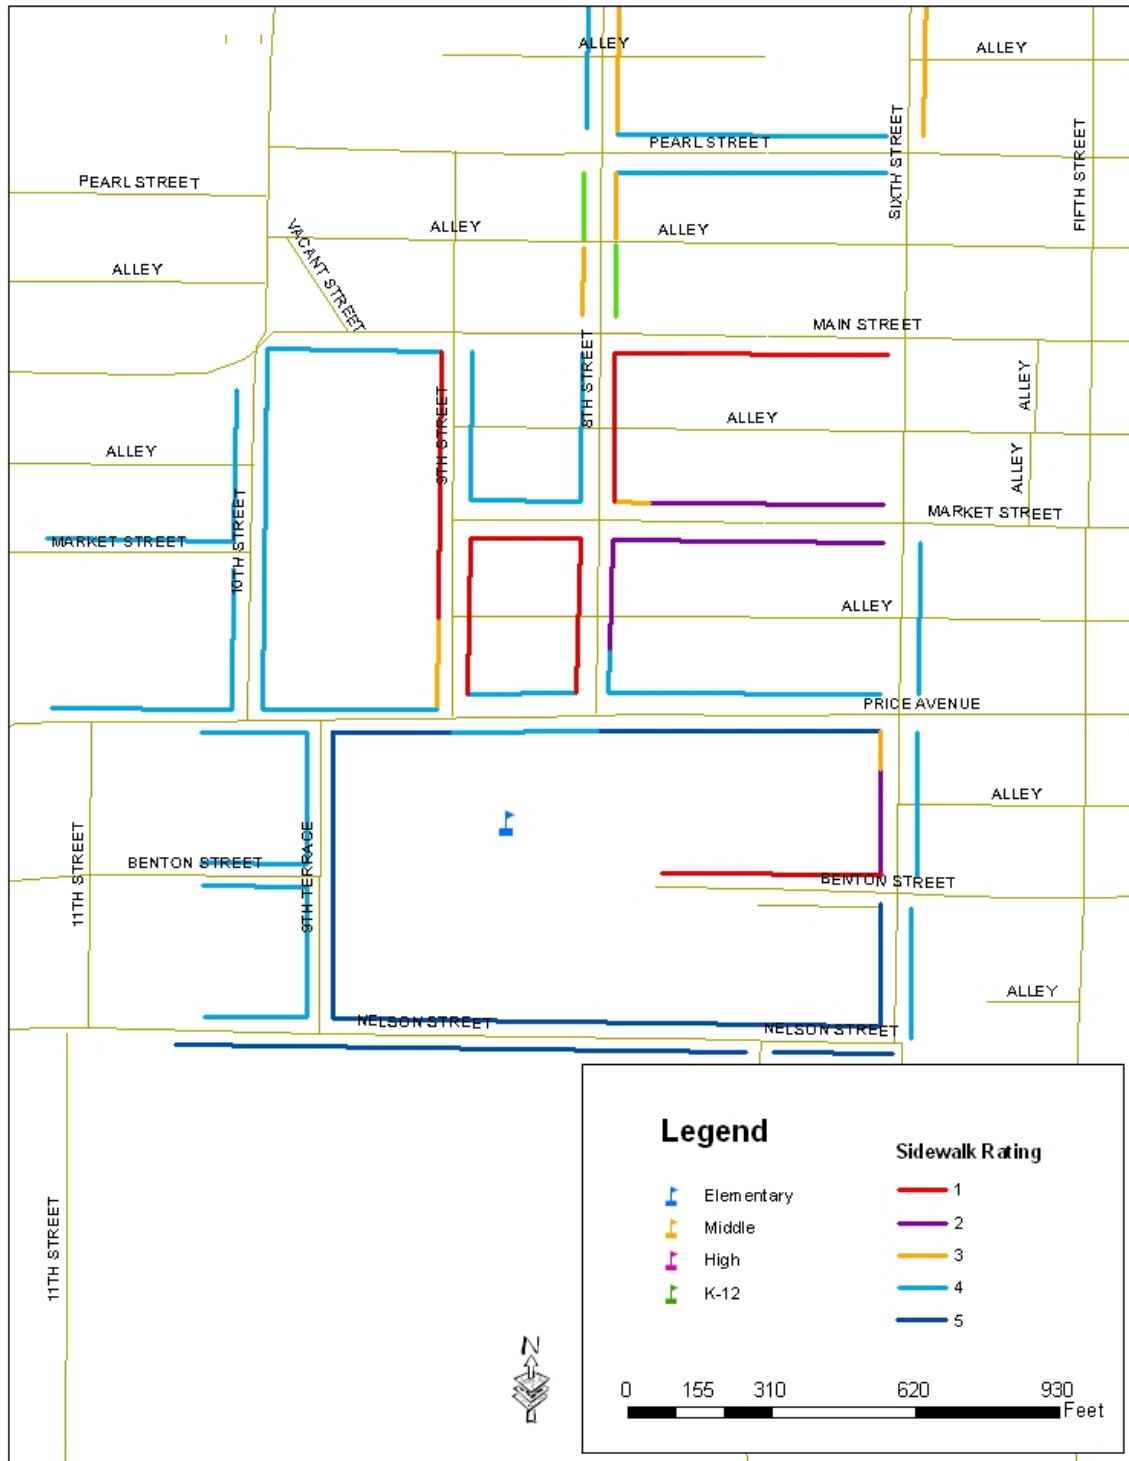 ALLEY
ALLEY
PEARL STREET
SIXTH STREET
FIFTH STREET
PEARL STREET
ALLEY
ALLEY
VACANT STREET
ALLEY
MAIN STREET
8TH STREET
9TH STREET
ALLEY
ALLEY
ALLEY
ALLEY
MARKET STREET
10TH STREET
MARKET STREET
ALLEY
PRICE AVENUE
ALLEY
11TH STREET
9TH TERRACE
BENTON STREET
BENTON STREET
ALLEY
NELSON STREET
NELSON STREET
11TH STREET
Legend
Elementary
Middle
High
K-12
Sidewalk Rating
1
2
3
4
5
N
0 155 310 620 930
Feet